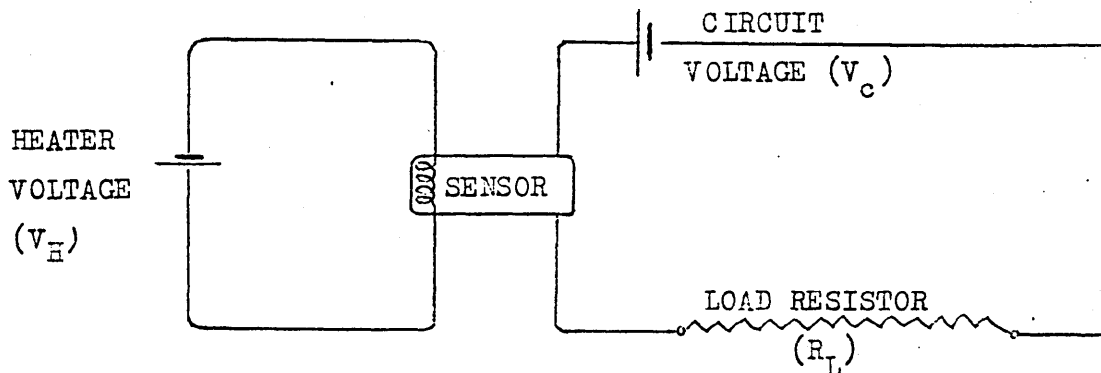 CIRCUIT
VOLTAGE (V_c)
HEATER
VOLTAGE
(V_H)
SENSOR
LOAD RESISTOR
(R_L)